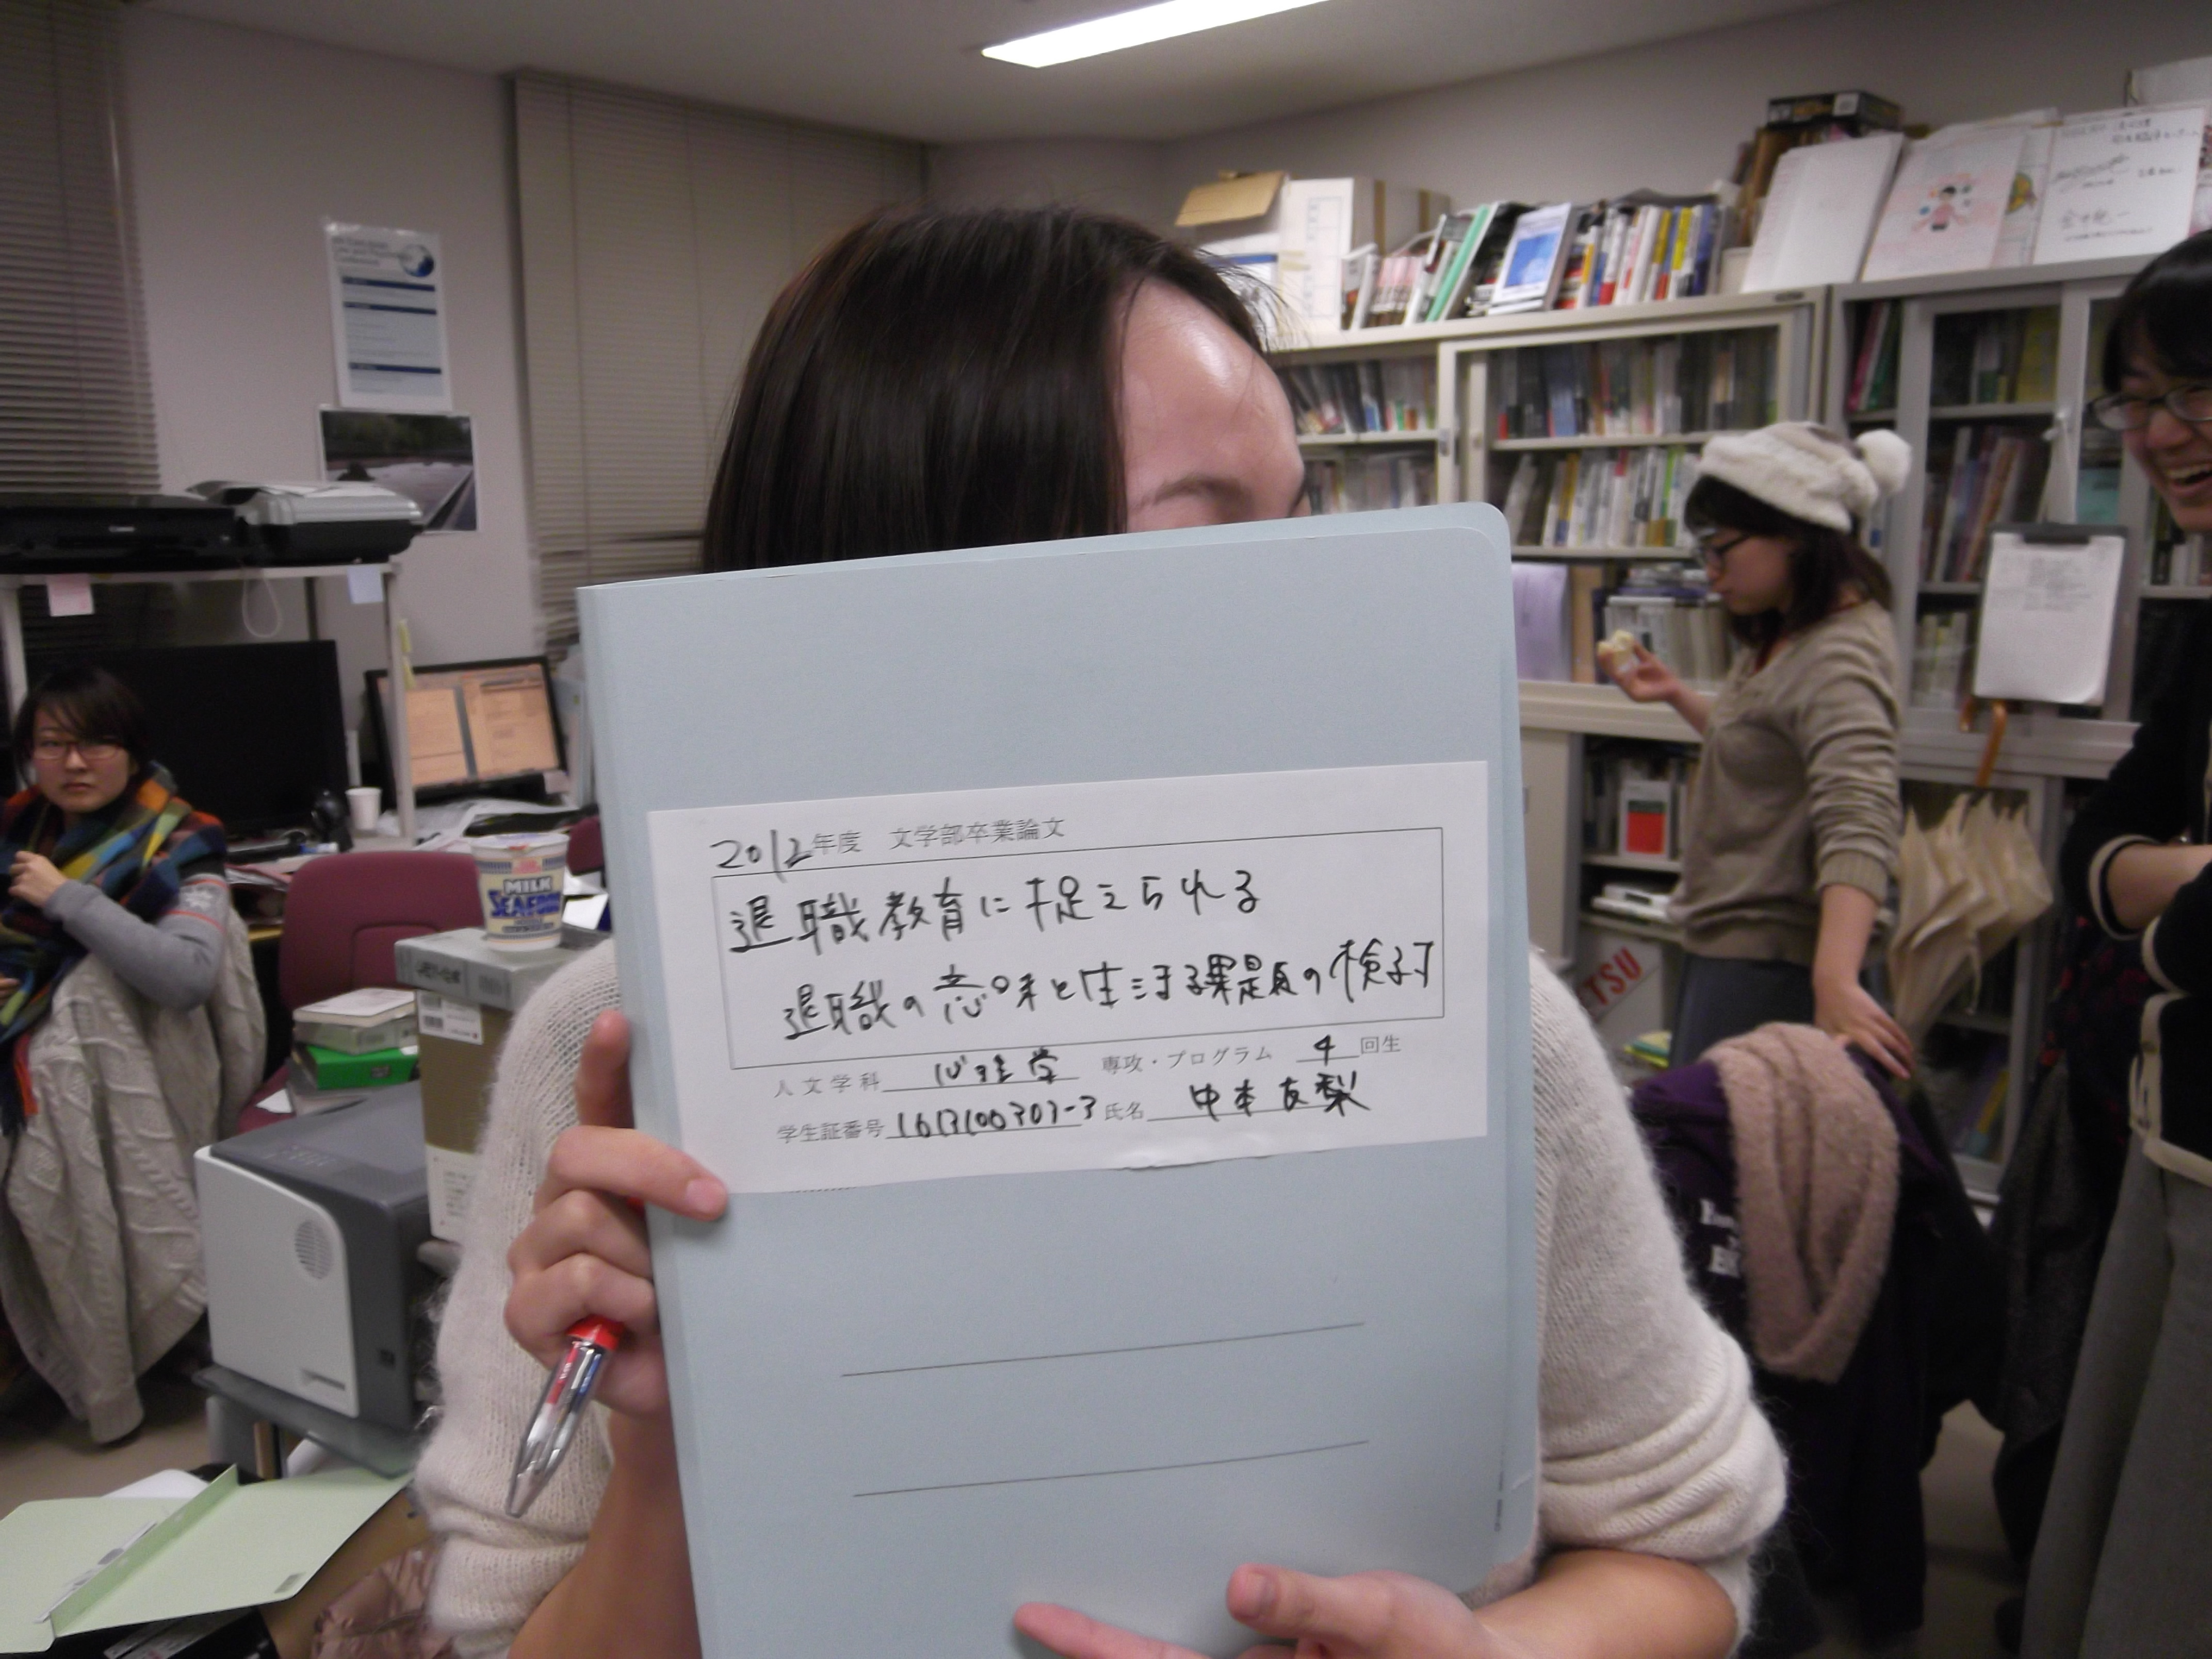 2012年度 文学部卒業論文
退職教育に捉えられる
退職の意味と生活課題の検討
人文学科 心理学 専攻・プログラム 4 回生
学生証番号 氏名 中本友梨
MILK
SEAFOOD
TSU